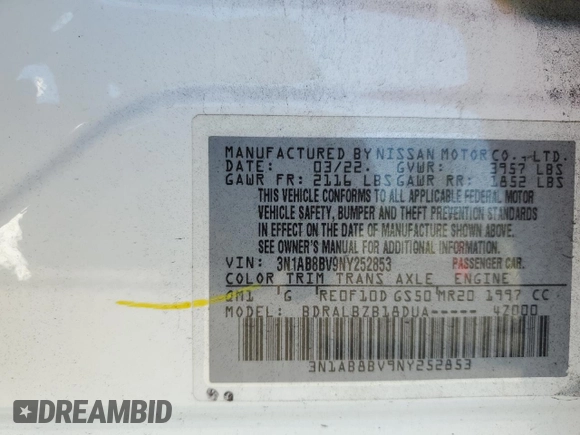 MANUFACTURED BY NISSAN MOTOR CO., LTD.
DATE: 03/22. GVWR: 3957 LBS
GAWR FR: 2116 LBS GAWR RR: 1852 LBS
THIS VEHICLE CONFORMS TO ALL APPLICABLE FEDERAL MOTOR
VEHICLE SAFETY, BUMPER AND THEFT PREVENTION STANDARDS
IN EFFECT ON THE DATE OF MANUFACTURE SHOWN ABOVE.
SEE OWNER'S MANUAL FOR ADDITIONAL INFORMATION.
VIN: 3N1AB8BV9NY252853 PASSENGER CAR.
COLOR TRIM TRANS AXLE ENGINE
QM1 G RE0F10D GS50 MR20 1997 CC
MODEL: BDRALBZB18DUA----- 4Z000
3N1AB8BV9NY252853
DREAMBID